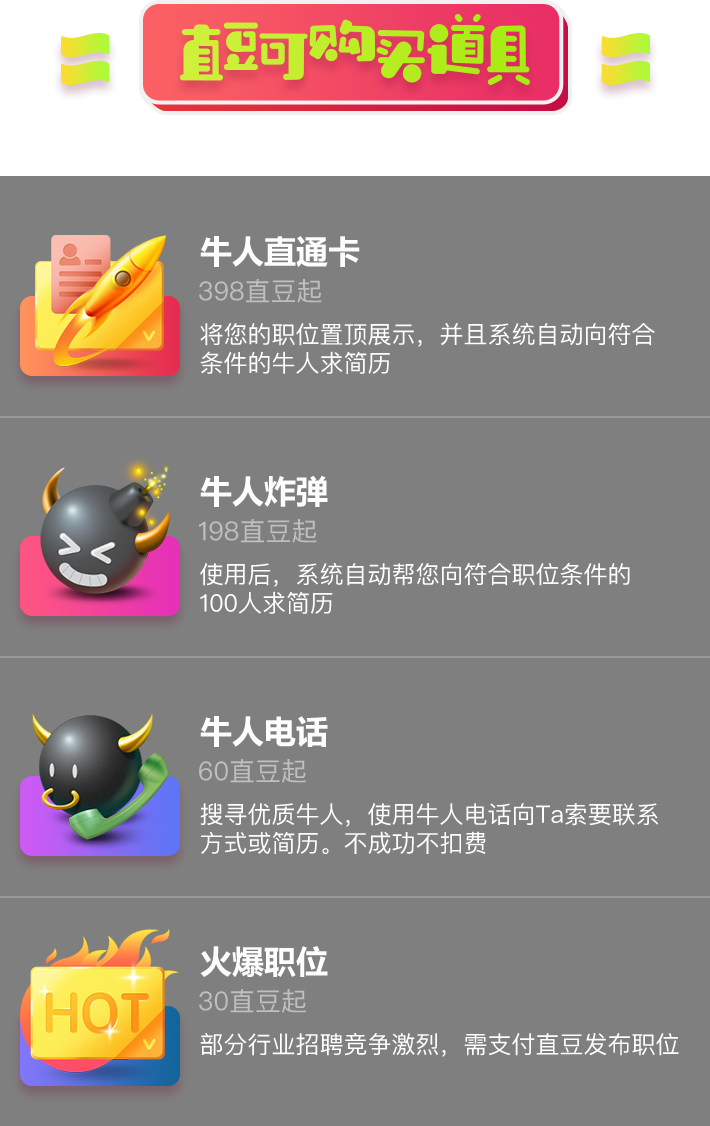 直豆可购买道具
牛人直通卡
398直豆起
将您的职位置顶展示，并且系统自动向符合
条件的牛人求简历
牛人炸弹
198直豆起
使用后，系统自动帮您向符合职位条件的
100人求简历
牛人电话
60直豆起
搜寻优质牛人，使用牛人电话向Ta索要联系
方式或简历。不成功不扣费
HOT
火爆职位
30直豆起
部分行业招聘竞争激烈，需支付直豆发布职位